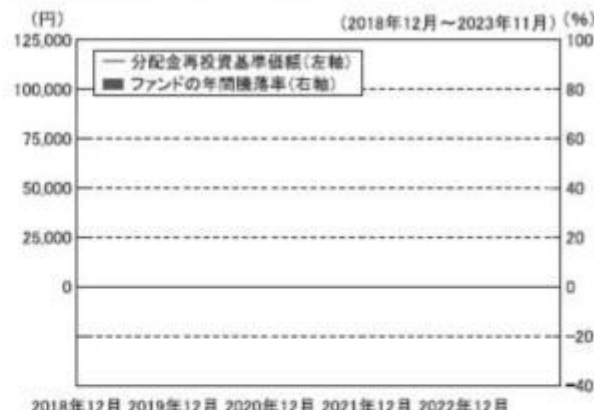 (円) (2018年12月～2023年11月) (%)
125,000 100
分配金再投資基準価額(左軸)
100,000 80
ファンドの年間騰落率(右軸)
75,000 60
50,000 40
25,000 20
0 0
-20
-40
2018年12月 2019年12月 2020年12月 2021年12月 2022年12月